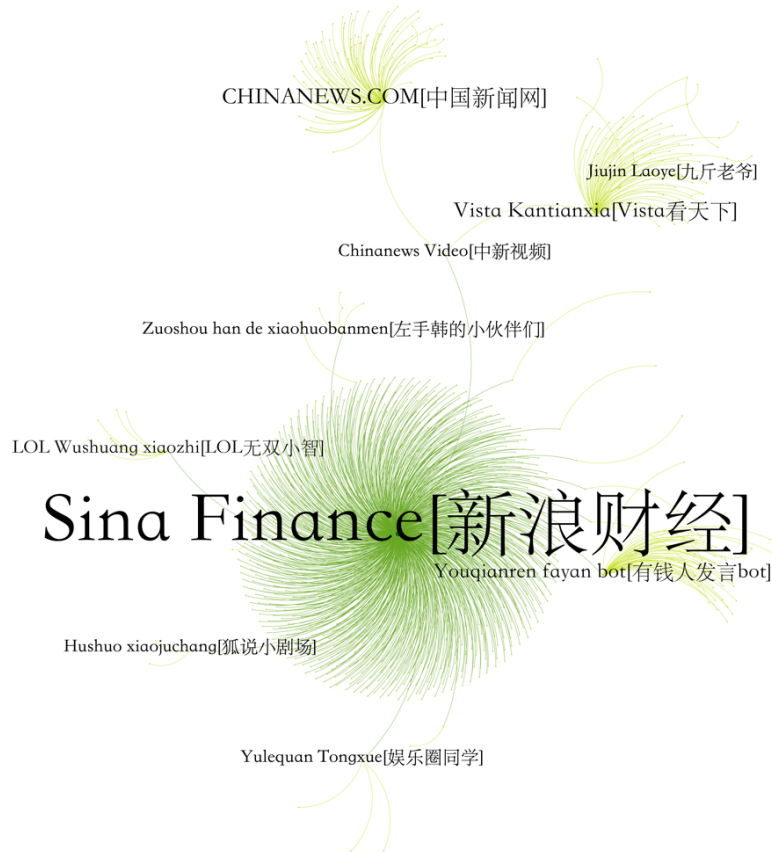 CHINANEWS.COM[中国新闻网]
Jiujin Laoye[九斤老爷]
Vista Kantianxia[Vista看天下]
Chinanews Video[中新视频]
Zuoshou han de xiaohuobanmen[左手韩的小伙伴们]
LOL Wushuang xiaozhi[LOL无双小智]
Sina Finance[新浪财经]
Youqianren fayan bot[有钱人发言bot]
Hushuo xiaojuchang[狐说小剧场]
Yulequan Tongxue[娱乐圈同学]